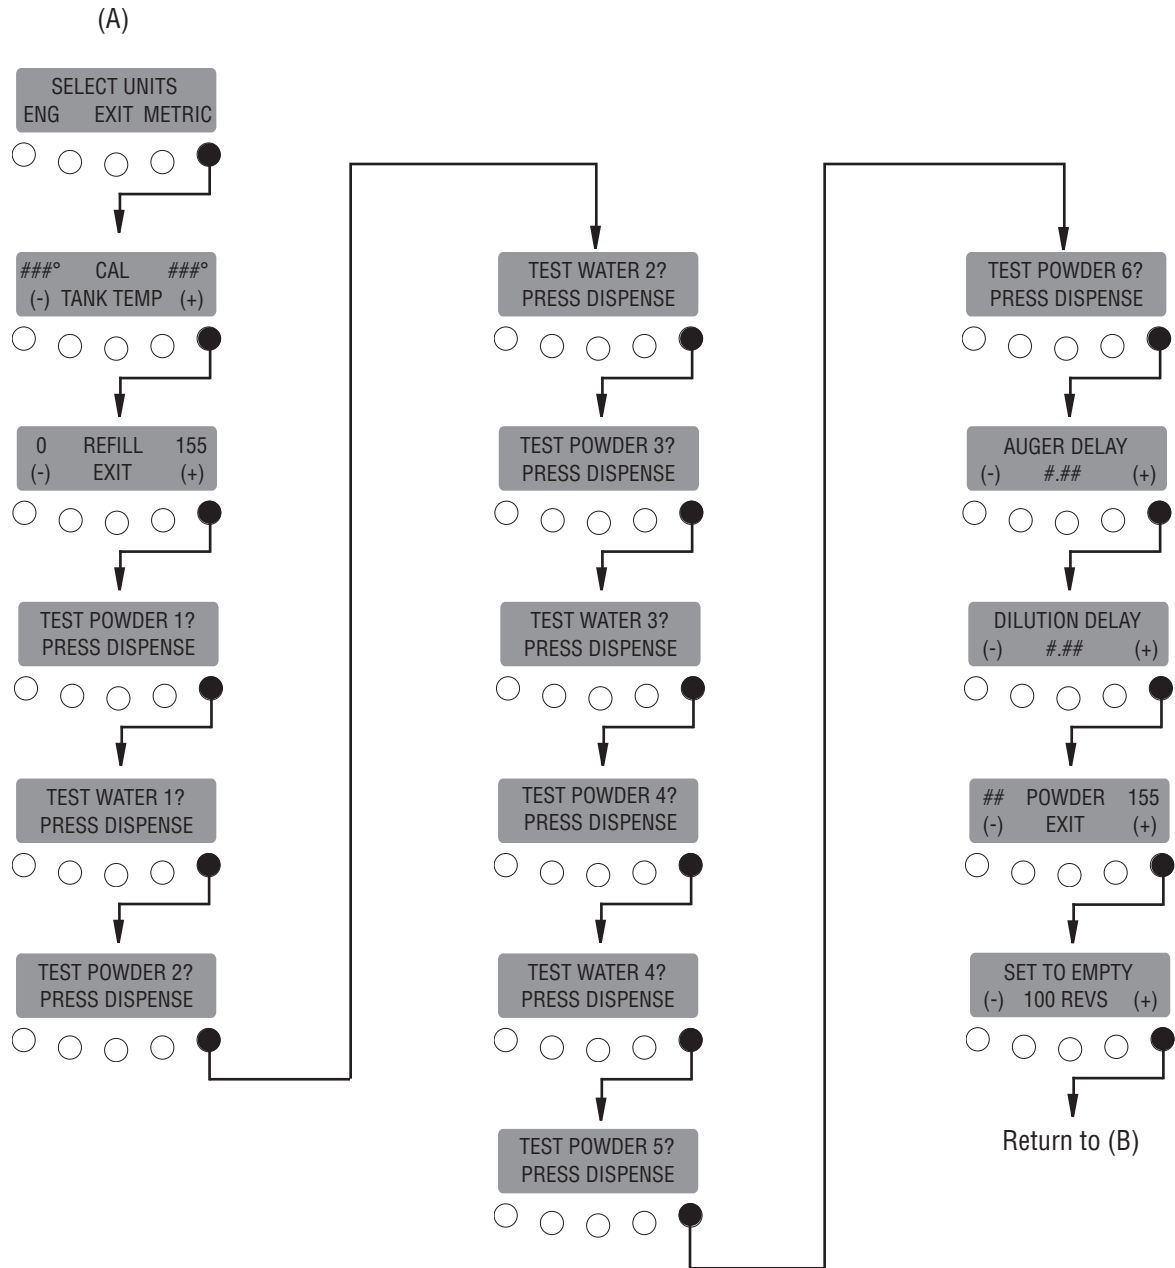 (A)
SELECT UNITS
ENG EXIT METRIC
###° CAL ###°
(-) TANK TEMP (+)
0 REFILL 155
(-) EXIT (+)
TEST POWDER 1?
PRESS DISPENSE
TEST WATER 1?
PRESS DISPENSE
TEST POWDER 2?
PRESS DISPENSE
TEST WATER 2?
PRESS DISPENSE
TEST POWDER 3?
PRESS DISPENSE
TEST WATER 3?
PRESS DISPENSE
TEST POWDER 4?
PRESS DISPENSE
TEST WATER 4?
PRESS DISPENSE
TEST POWDER 5?
PRESS DISPENSE
TEST POWDER 6?
PRESS DISPENSE
AUGER DELAY
(-) #.## (+)
DILUTION DELAY
(-) #.## (+)
## POWDER 155
(-) EXIT (+)
SET TO EMPTY
(-) 100 REVS (+)
Return to (B)